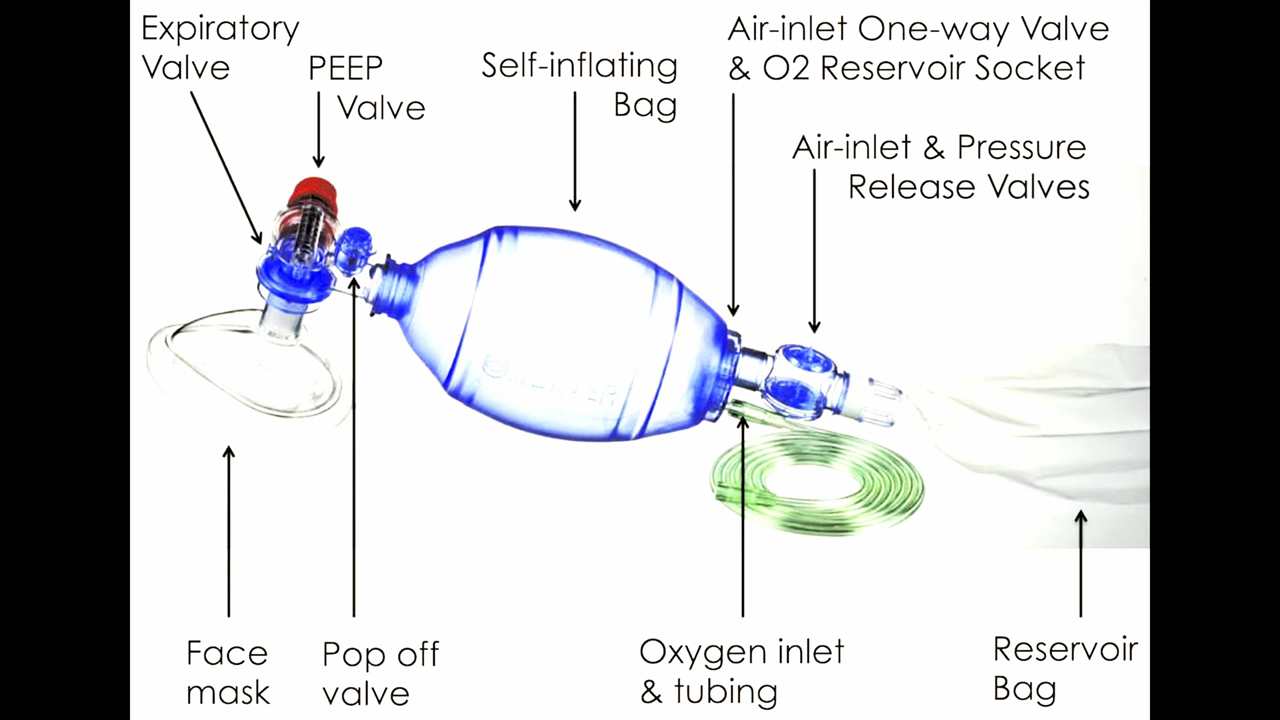 Expiratory
Valve
PEEP
Valve
Self-inflating
Bag
Air-inlet One-way Valve
& O2 Reservoir Socket
Air-inlet & Pressure
Release Valves
Face
mask
Pop off
valve
Oxygen inlet
& tubing
Reservoir
Bag